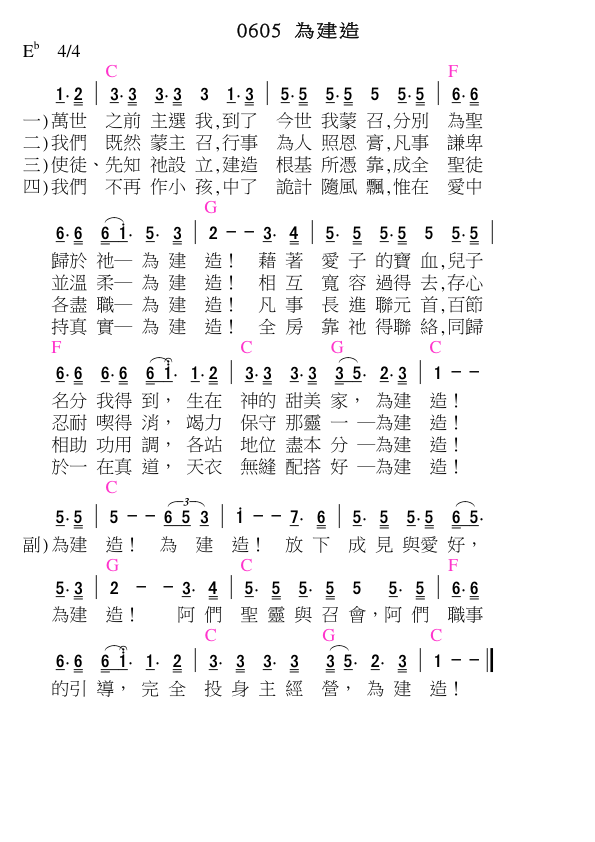 0605 為建造
E♭ 4/4
C F
1·2 | 3·3 3·3 3 1·3 | 5·5 5·5 5 5·5 | 6·6
一)萬世 之前 主選 我,到了 今世 我蒙 召,分別 為聖
二)我們 既然 蒙主 召,行事 為人 照恩 膏,凡事 謙卑
三)使徒、先知 祂設 立,建造 根基 所憑 靠,成全 聖徒
四)我們 不再 作小 孩,中了 詭計 隨風 飄,惟在 愛中
G
6·6 6 1· 5· 3 | 2 - - 3· 4 | 5· 5 5·5 5 5·5 |
歸於 祂─ 為 建 造! 藉 著 愛 子 的寶 血,兒子
並溫 柔─ 為 建 造! 相 互 寬 容 過得 去,存心
各盡 職─ 為 建 造! 凡 事 長 進 聯元 首,百節
持真 實─ 為 建 造! 全 房 靠 祂 得聯 絡,同歸
F C G C
6·6 6·6 6 1· 1·2 | 3·3 3·3 3 5· 2·3 | 1 - -
名分 我得 到, 生在 神的 甜美 家, 為建 造!
忍耐 喫得 消, 竭力 保守 那靈 一 ─為建 造!
相助 功用 調, 各站 地位 盡本 分 ─為建 造!
於一 在真 道, 天衣 無縫 配搭 好 ─為建 造!
C
5·5 | 5 - - 6 5 3 | 1 - - 7· 6 | 5· 5 5·5 6 5·
副)為建 造! 為 建 造! 放 下 成 見 與愛 好,
G C F
5·3 | 2 - - 3· 4 | 5· 5 5· 5 5 5· 5 | 6·6
為建 造! 阿 們 聖 靈 與 召 會,阿 們 職事
C G C
6·6 6 1· 1· 2 | 3· 3 3· 3 3 5· 2· 3 | 1 - -
的引 導, 完 全 投 身 主 經 營, 為 建 造!